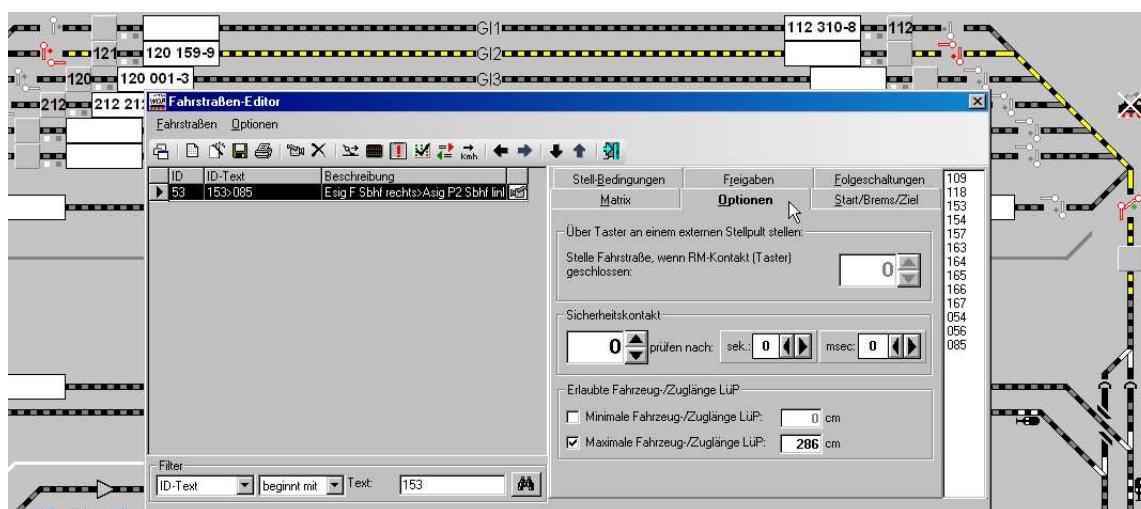 Gl1 112 310-8 112
121 120 159-9 Gl2
120 120 001-3 Gl3
212 212 21
Fahrstraßen-Editor
Fahrstraßen Optionen
Kmh
ID ID-Text Beschreibung
53 153>085 Esig F Sbhf rechts>Asig P2 Sbhf linl
Stell-Bedingungen Freigaben Folgeschaltungen
Matrix Optionen Start/Brems/Ziel
Über Taster an einem externen Stellpult stellen:
Stelle Fahrstraße, wenn RM-Kontakt (Taster)
geschlossen:
0
Sicherheitskontakt
0 prüfen nach: sek.: 0 msec: 0
Erlaubte Fahrzeug-/Zuglänge LüP
Minimale Fahrzeug-/Zuglänge LüP: 0 cm
Maximale Fahrzeug-/Zuglänge LüP: 286 cm
109
118
153
154
157
163
164
165
166
167
054
056
085
Filter
ID-Text beginnt mit Text: 153